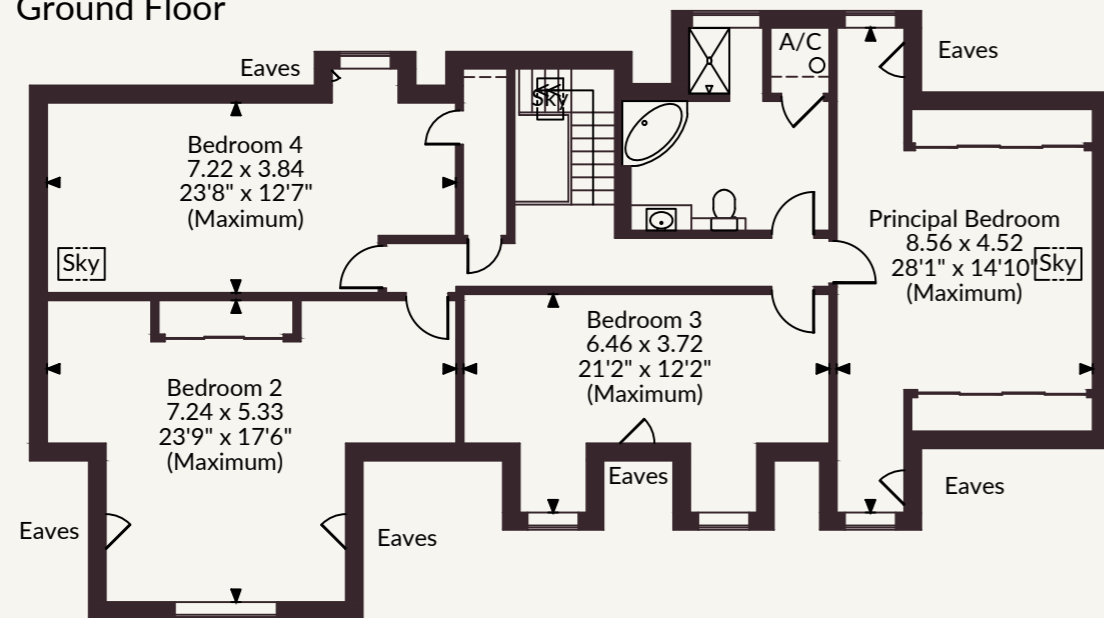 Ground Floor
Eaves
A/C
Eaves
Sky
Bedroom 4
7.22 x 3.84
23'8" x 12'7"
(Maximum)
Principal Bedroom
8.56 x 4.52
28'1" x 14'10"
(Maximum)
Sky
Sky
Bedroom 3
6.46 x 3.72
21'2" x 12'2"
(Maximum)
Bedroom 2
7.24 x 5.33
23'9" x 17'6"
(Maximum)
Eaves
Eaves
Eaves
Eaves